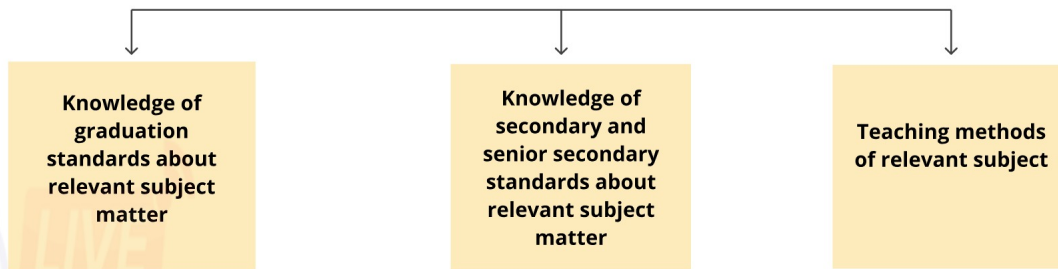 Knowledge of
graduation
standards about
relevant subject
matter
Knowledge of
secondary and
senior secondary
standards about
relevant subject
matter
Teaching methods
of relevant subject
LIVE